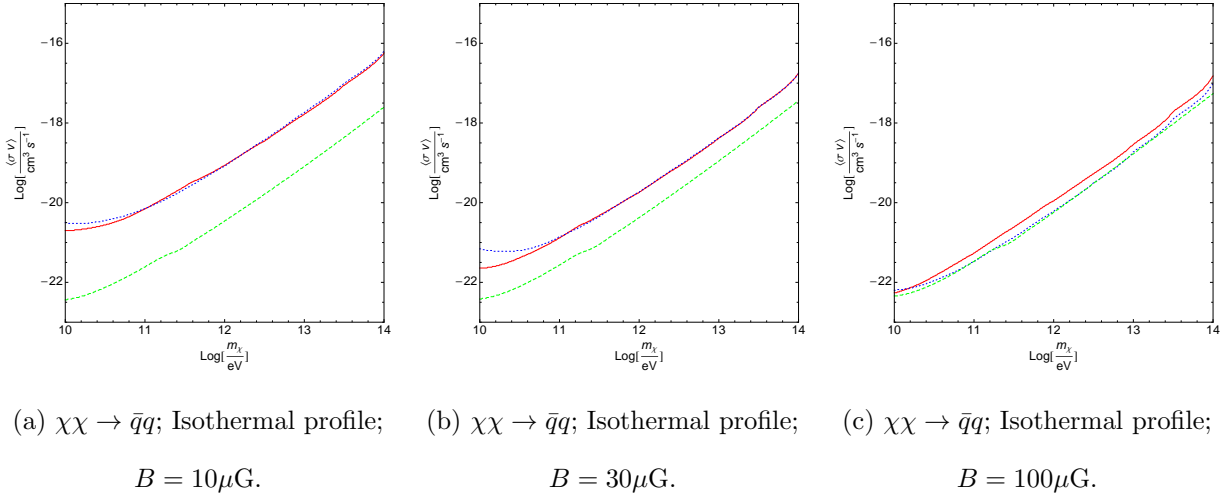 −16
−18
−20
−22
10 11 12 13 14
Log[⟨σ v⟩/cm³ s⁻¹]
Log[m_χ/eV]
−16
−18
−20
−22
10 11 12 13 14
Log[⟨σ v⟩/cm³ s⁻¹]
Log[m_χ/eV]
−16
−18
−20
−22
10 11 12 13 14
Log[⟨σ v⟩/cm³ s⁻¹]
Log[m_χ/eV]
(a) χχ → q̄q; Isothermal profile;
B = 10μG.
(b) χχ → q̄q; Isothermal profile;
B = 30μG.
(c) χχ → q̄q; Isothermal profile;
B = 100μG.